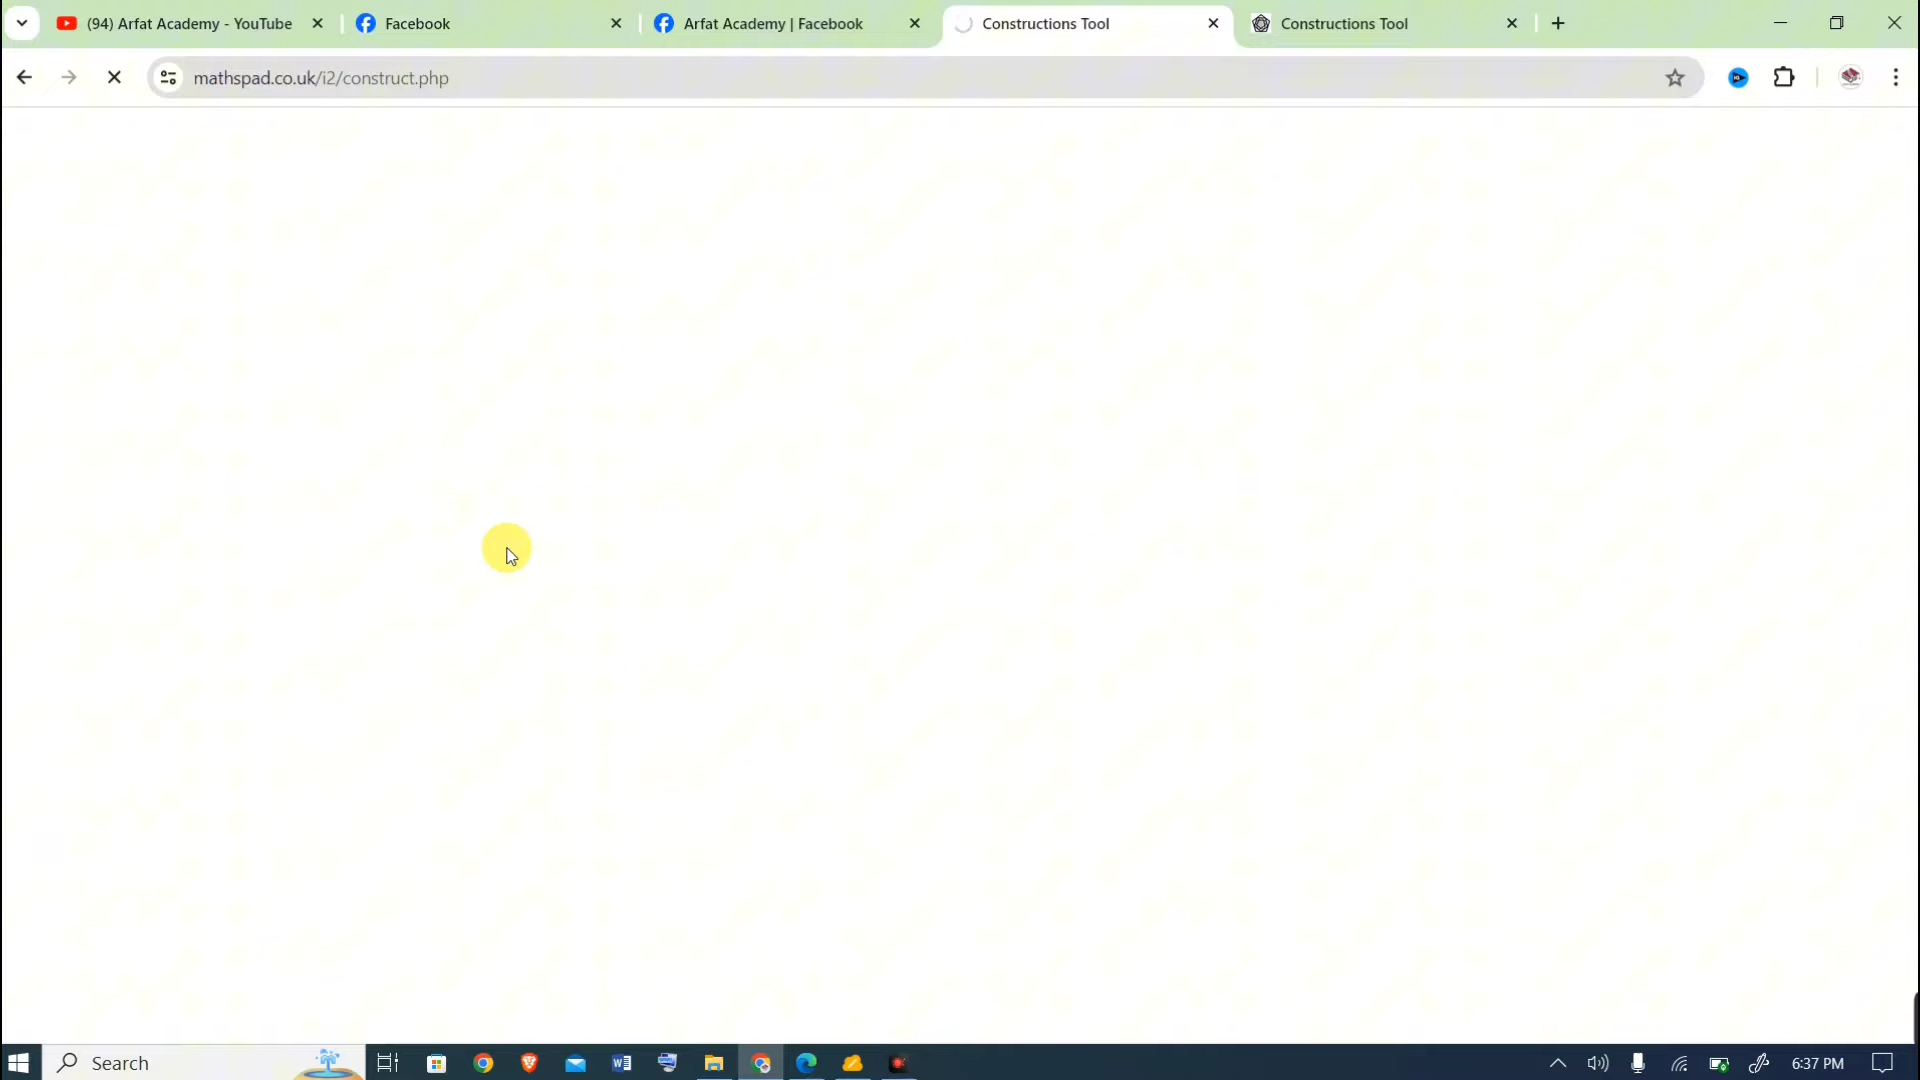 (94) Arfat Academy - YouTube
Facebook
Arfat Academy | Facebook
Constructions Tool
Constructions Tool
mathspad.co.uk/i2/construct.php
Search
6:37 PM